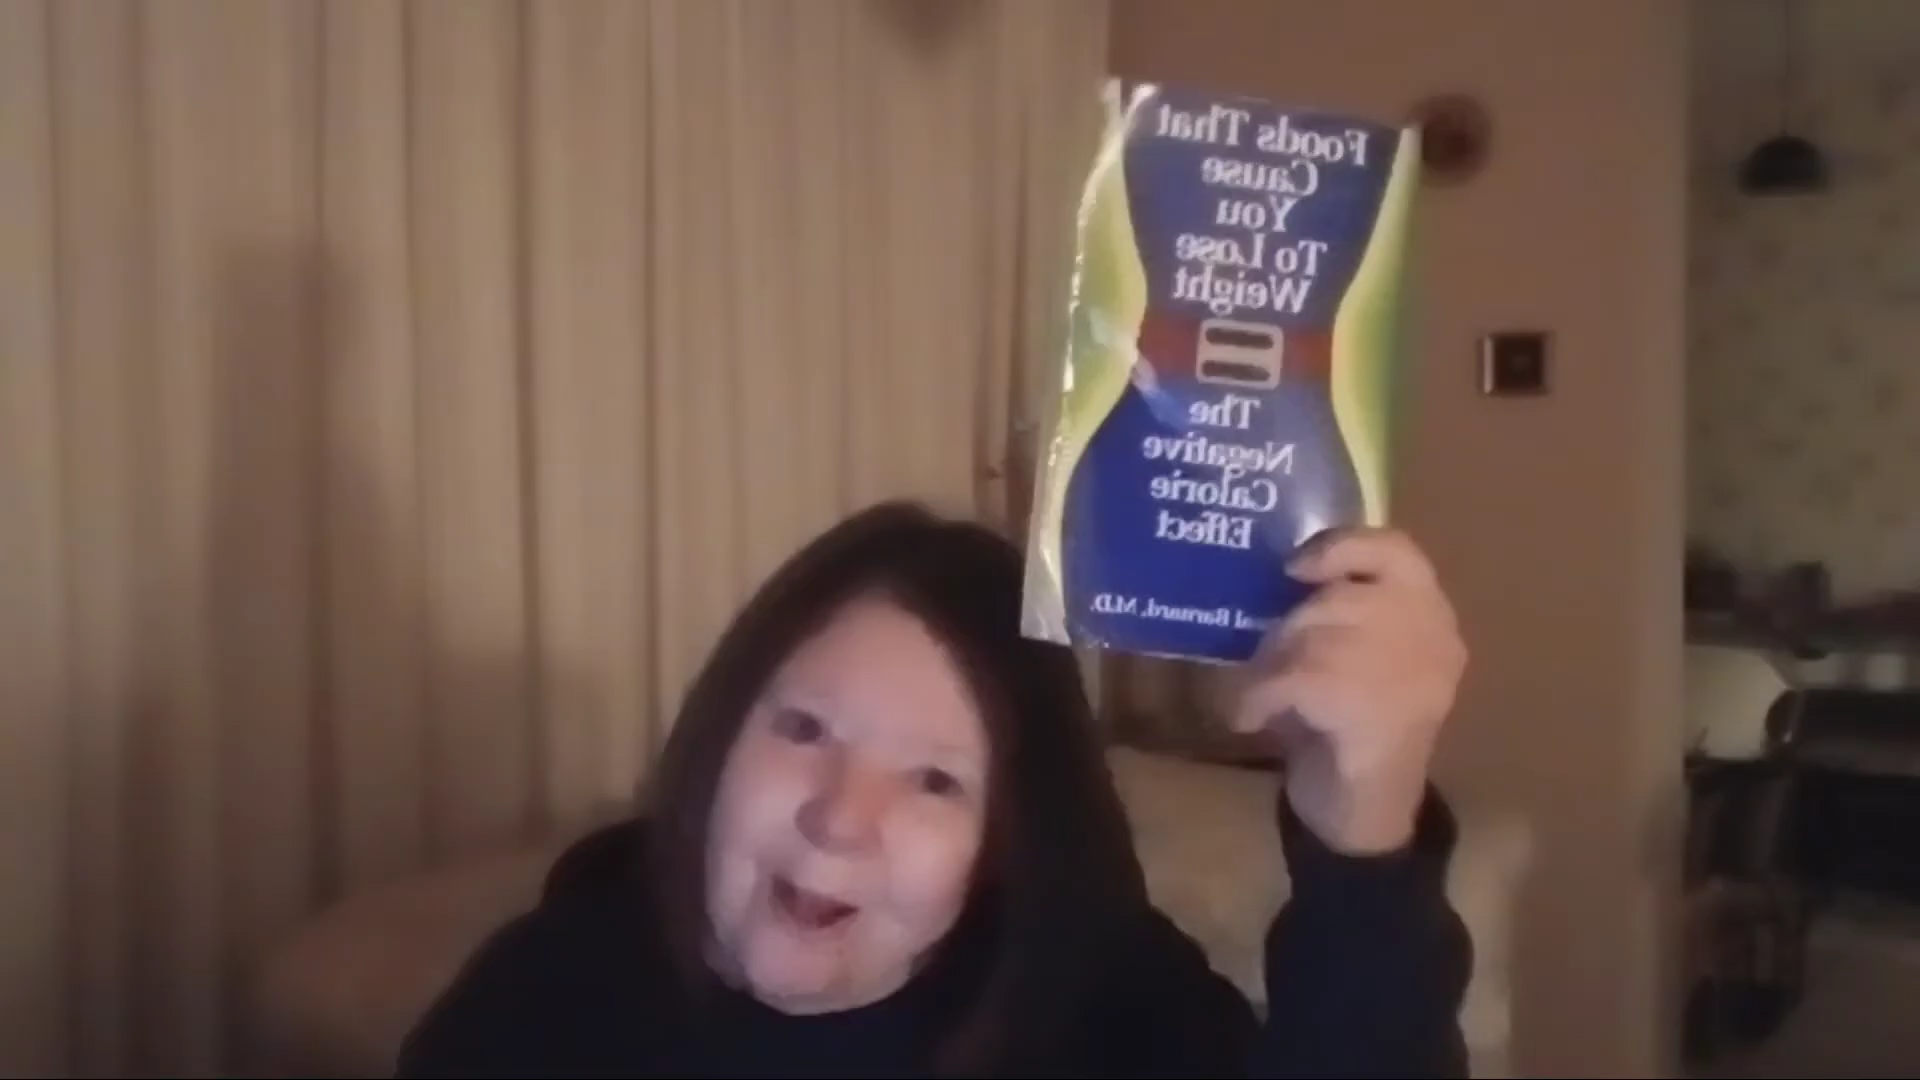 Foods That
Cause
You
To Lose
Weight
The
Negative
Calorie
Effect
Barnard, M.D.